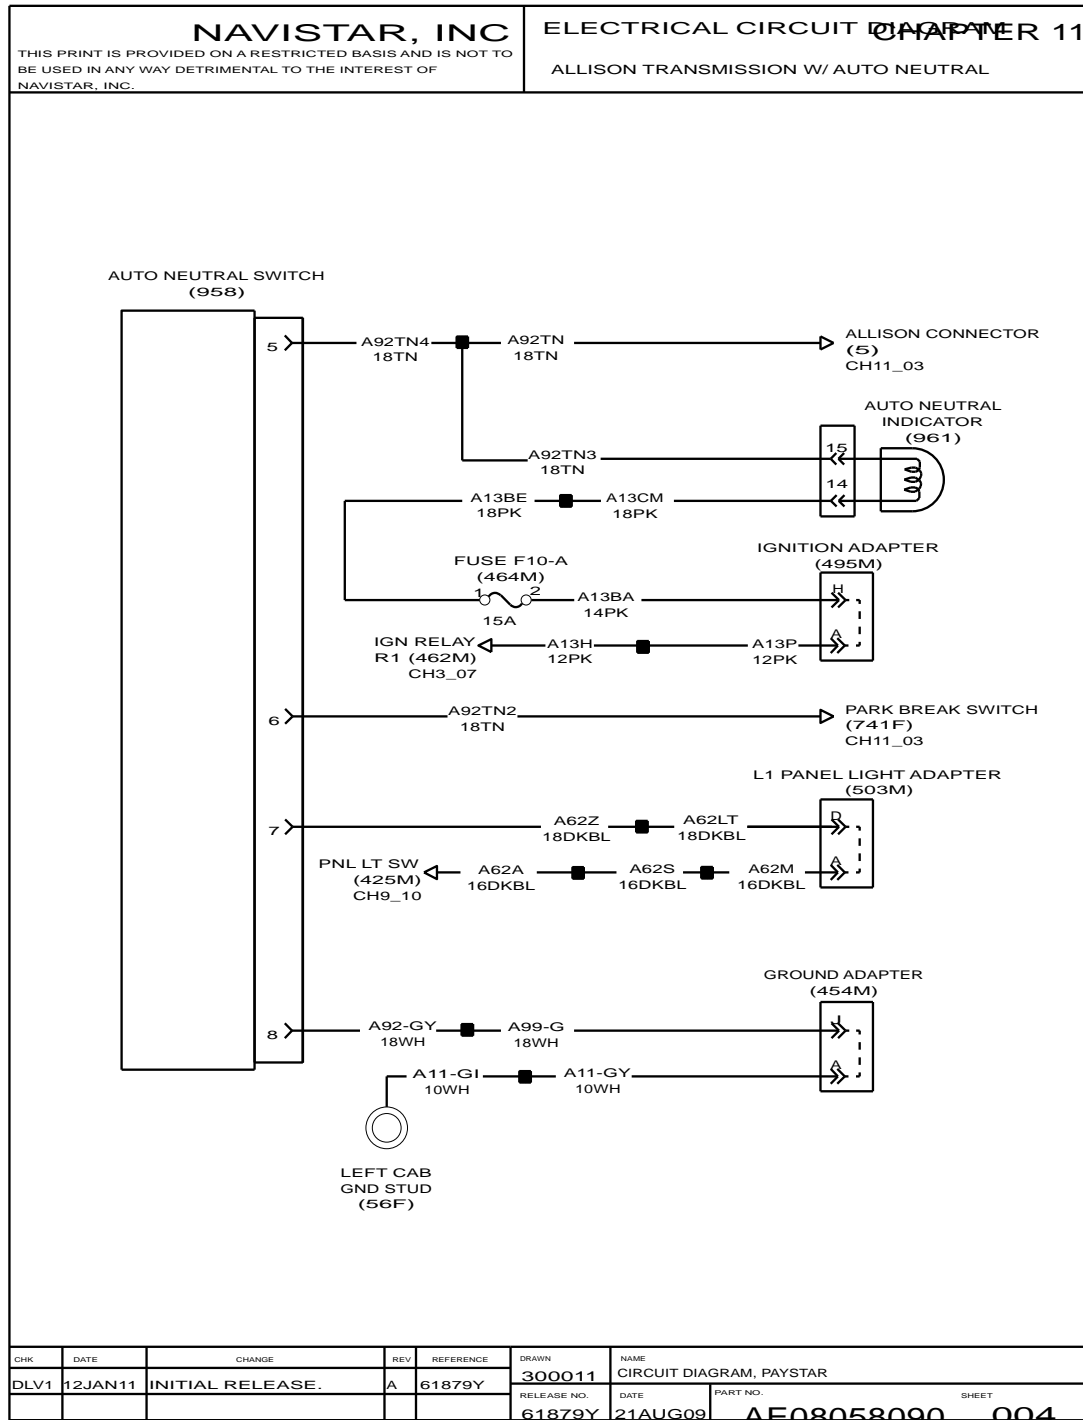 NAVISTAR, INC
THIS PRINT IS PROVIDED ON A RESTRICTED BASIS AND IS NOT TO
BE USED IN ANY WAY DETRIMENTAL TO THE INTEREST OF
NAVISTAR, INC.
ELECTRICAL CIRCUIT DIAGRAM
CHAPTER 11
ALLISON TRANSMISSION W/ AUTO NEUTRAL
AUTO NEUTRAL SWITCH
(958)
5
A92TN4
18TN
A92TN
18TN
ALLISON CONNECTOR
(5)
CH11_03
AUTO NEUTRAL
INDICATOR
(961)
A92TN3
18TN
15
14
A13BE
18PK
A13CM
18PK
FUSE F10-A
(464M)
1
2
15A
A13BA
14PK
IGNITION ADAPTER
(495M)
H
A
IGN RELAY
R1 (462M)
CH3_07
A13H
12PK
A13P
12PK
6
A92TN2
18TN
PARK BREAK SWITCH
(741F)
CH11_03
L1 PANEL LIGHT ADAPTER
(503M)
7
A62Z
18DKBL
A62LT
18DKBL
D
A
PNL LT SW
(425M)
CH9_10
A62A
16DKBL
A62S
16DKBL
A62M
16DKBL
GROUND ADAPTER
(454M)
8
A92-GY
18WH
A99-G
18WH
J
A
A11-GI
10WH
A11-GY
10WH
LEFT CAB
GND STUD
(56F)
CHK DATE CHANGE REV REFERENCE
DLV1 12JAN11 INITIAL RELEASE. A 61879Y
DRAWN
300011
NAME
CIRCUIT DIAGRAM, PAYSTAR
RELEASE NO.
61879Y
DATE
21AUG09
PART NO.
AE08058090
SHEET
004